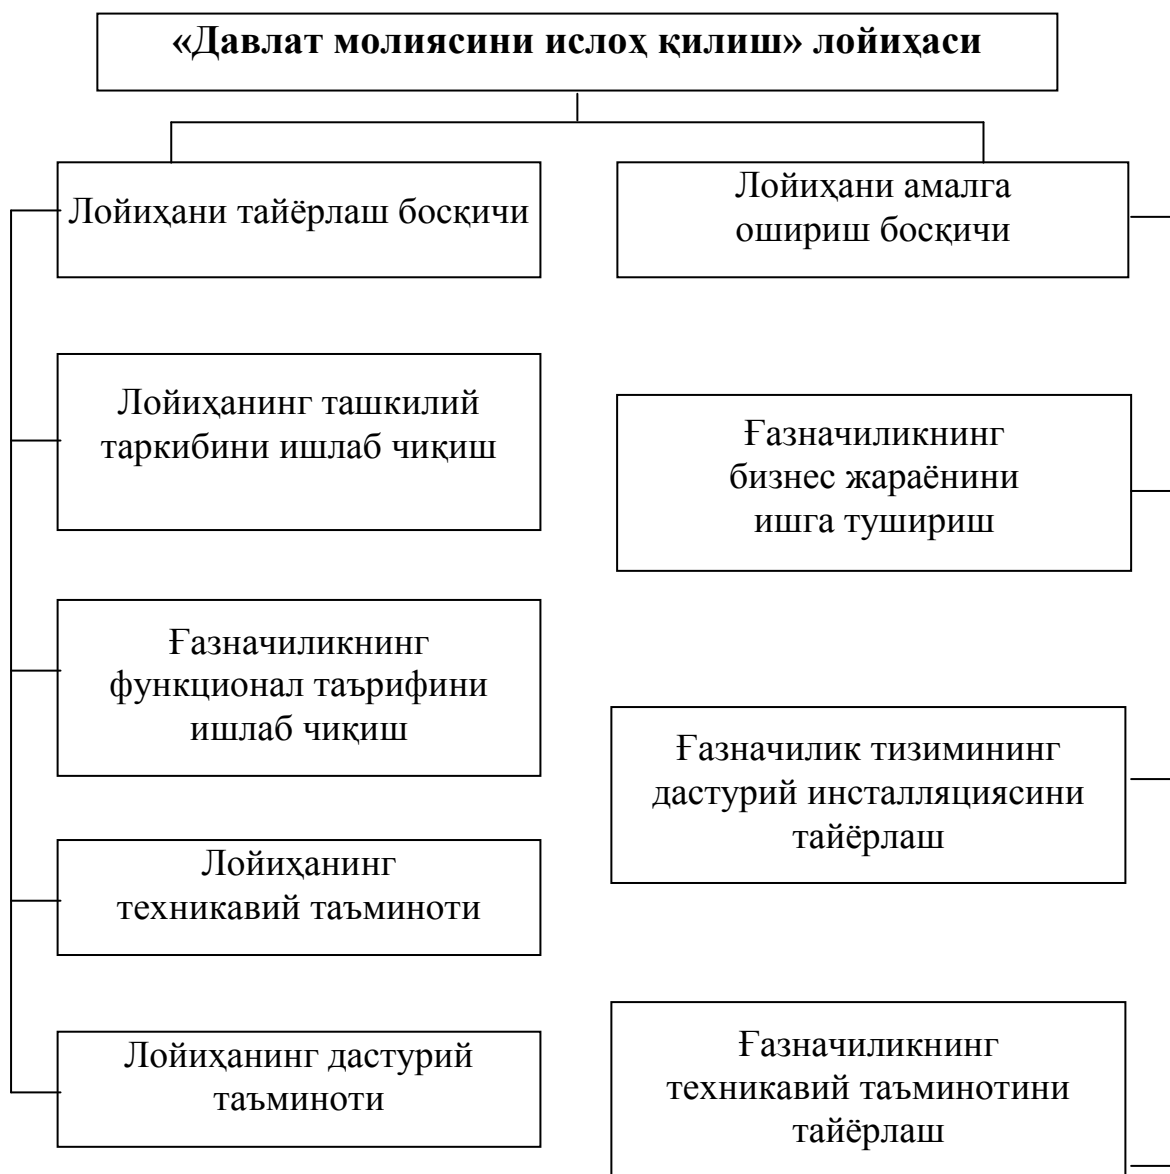 «Давлат молиясини ислоҳ қилиш» лойиҳаси
Лойиҳани тайёрлаш босқичи
Лойиҳанинг ташкилий
таркибини ишлаб чиқиш
Ғазначиликнинг
функционал таърифини
ишлаб чиқиш
Лойиҳанинг
техникавий таъминоти
Лойиҳанинг дастурий
таъминоти
Лойиҳани амалга
ошириш босқичи
Ғазначиликнинг
бизнес жараёнини
ишга тушириш
Ғазначилик тизимининг
дастурий инсталляциясини
тайёрлаш
Ғазначиликнинг
техникавий таъминотини
тайёрлаш